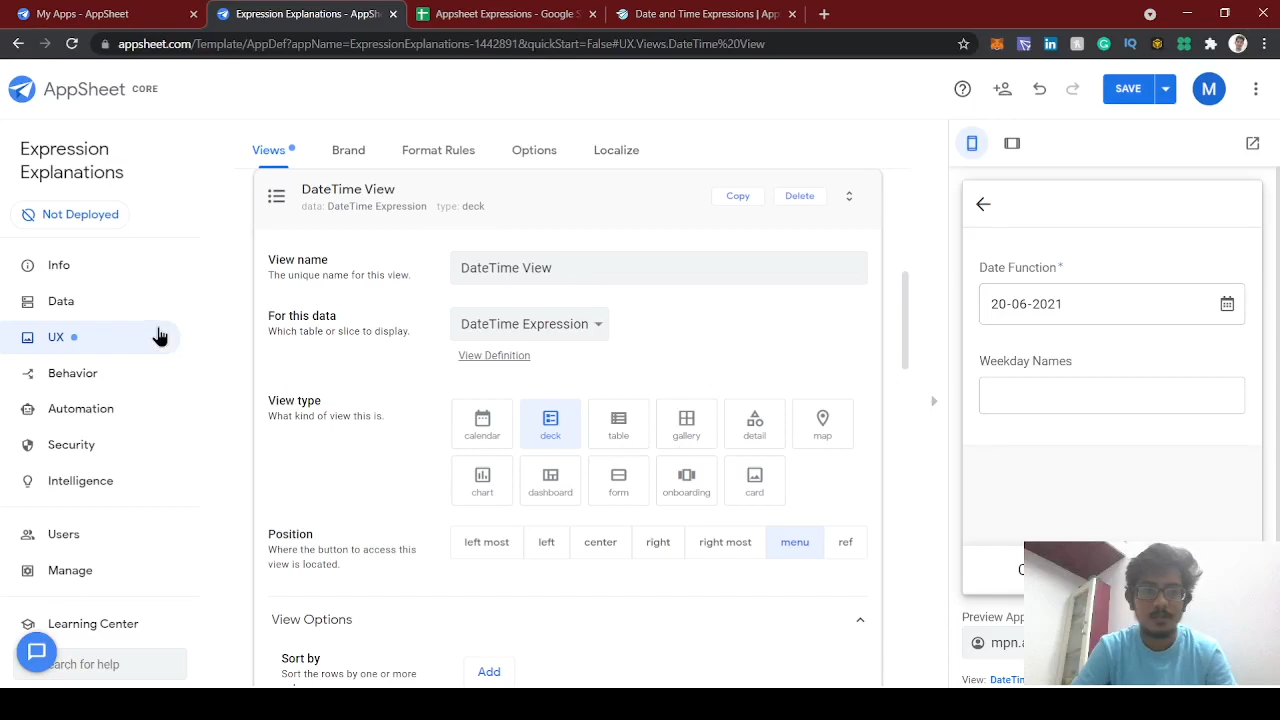 My Apps - AppSheet
Expression Explanations - AppShe
Appsheet Expressions - Google S
Date and Time Expressions | App
appsheet.com/Template/AppDef?appName=ExpressionExplanations-1442891&quickStart=False#UX.Views.DateTime%20View
AppSheet CORE
SAVE
M
Expression
Explanations
Not Deployed
Info
Data
UX
Behavior
Automation
Security
Intelligence
Users
Manage
Learning Center
earch for help
Views
Brand
Format Rules
Options
Localize
DateTime View
data: DateTime Expression type: deck
Copy
Delete
View name
The unique name for this view.
DateTime View
For this data
Which table or slice to display.
DateTime Expression
View Definition
View type
What kind of view this is.
calendar
deck
table
gallery
detail
map
chart
dashboard
form
onboarding
card
Position
Where the button to access this
view is located.
left most
left
center
right
right most
menu
ref
View Options
Sort by
Sort the rows by one or more
Add
Date Function*
20-06-2021
Weekday Names
Preview App
mpn.a
View: DateTim